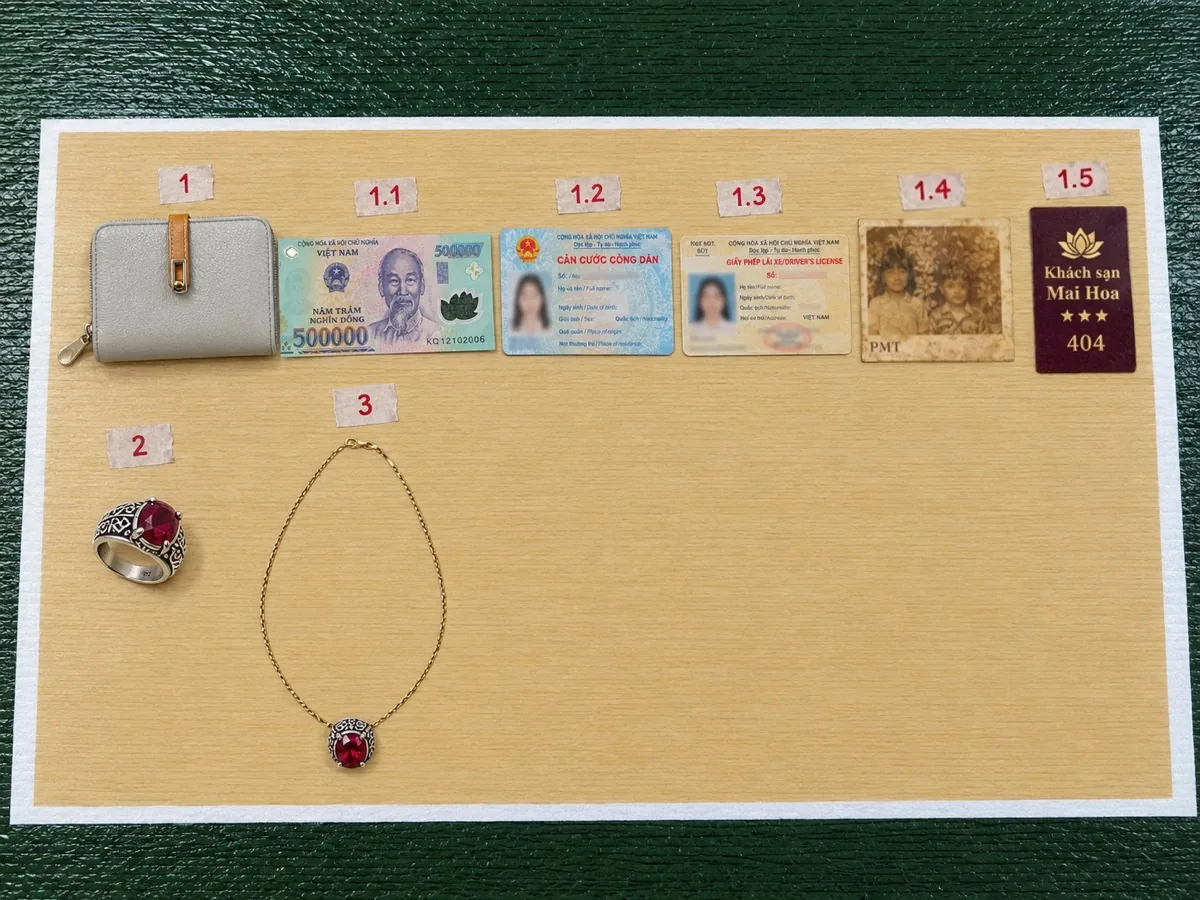 1
1.1
1.2
1.3
1.4
1.5
CỘNG HÒA XÃ HỘI CHỦ NGHĨA
VIỆT NAM
500000
NĂM TRĂM
NGHÌN ĐỒNG
500000
KQ12102006
CỘNG HÒA XÃ HỘI CHỦ NGHĨA VIỆT NAM
Độc lập - Tự do - Hạnh phúc
CĂN CƯỚC CÔNG DÂN
Số: / No:
Họ và tên / Full name:
Ngày sinh / Date of birth:
Giới tính / Sex: Quốc tịch / Nationality
Quê quán / Place of origin:
Nơi thường trú / Place of residence:
CỘNG HÒA XÃ HỘI CHỦ NGHĨA VIỆT NAM
Độc lập - Tự do - Hạnh phúc
GIẤY PHÉP LÁI XE/DRIVER'S LICENSE
Số:
Họ tên/Full name:
Ngày sinh/Date of birth:
Quốc tịch/Nationality:
VIỆT NAM
PMT
Khách sạn
Mai Hoa
404
2
3